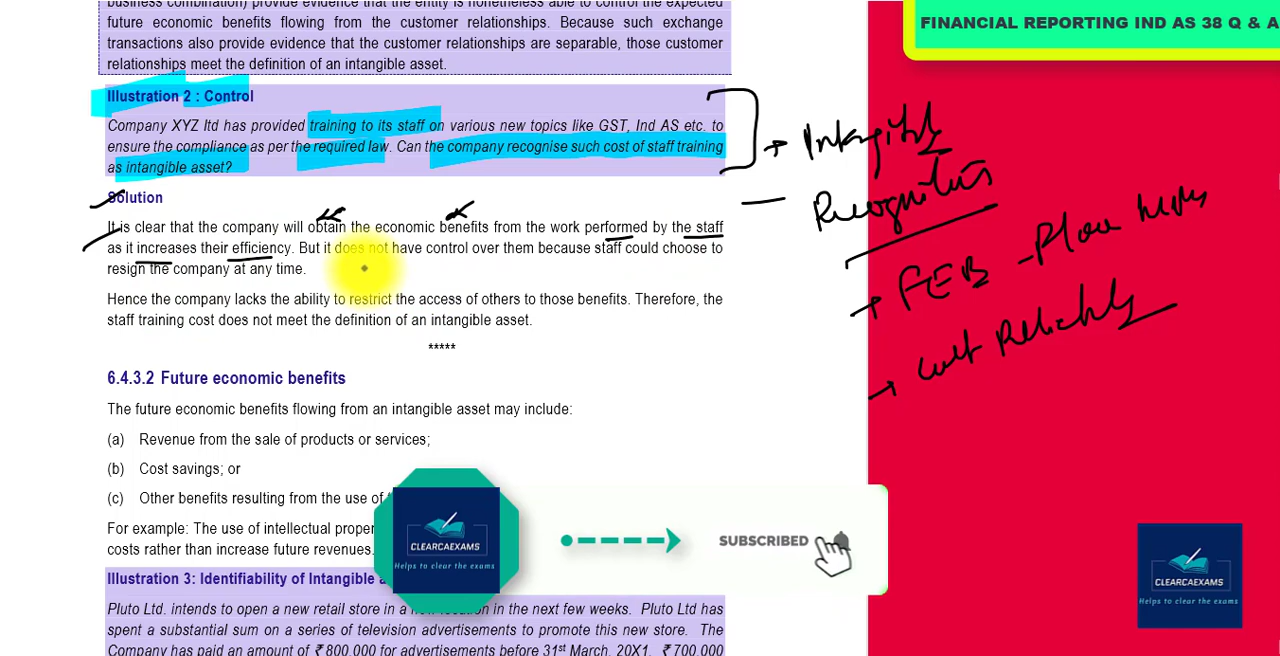 business combination) provide evidence that the entity is nonetheless able to control the expected
future economic benefits flowing from the customer relationships. Because such exchange
transactions also provide evidence that the customer relationships are separable, those customer
relationships meet the definition of an intangible asset.
FINANCIAL REPORTING IND AS 38 Q & A
Illustration 2 : Control
Company XYZ ltd has provided training to its staff on various new topics like GST, Ind AS etc. to
ensure the compliance as per the required law. Can the company recognise such cost of staff training
as intangible asset?
Solution
It is clear that the company will obtain the economic benefits from the work performed by the staff
as it increases their efficiency. But it does not have control over them because staff could choose to
resign the company at any time.
Hence the company lacks the ability to restrict the access of others to those benefits. Therefore, the
staff training cost does not meet the definition of an intangible asset.
*****
→ Intangible
— Recognition
→ FEB - Flow
→ Cost Reliably
6.4.3.2 Future economic benefits
The future economic benefits flowing from an intangible asset may include:
(a) Revenue from the sale of products or services;
(b) Cost savings; or
(c) Other benefits resulting from the use of
For example: The use of intellectual proper
costs rather than increase future revenues.
CLEARCAEXAMS
Helps to clear the exams
SUBSCRIBED
CLEARCAEXAMS
Helps to clear the exams
Illustration 3: Identifiability of Intangible
Pluto Ltd. intends to open a new retail store in a new location in the next few weeks. Pluto Ltd has
spent a substantial sum on a series of television advertisements to promote this new store. The
Company has paid an amount of ₹ 800,000 for advertisements before 31st March, 20X1. ₹ 700,000